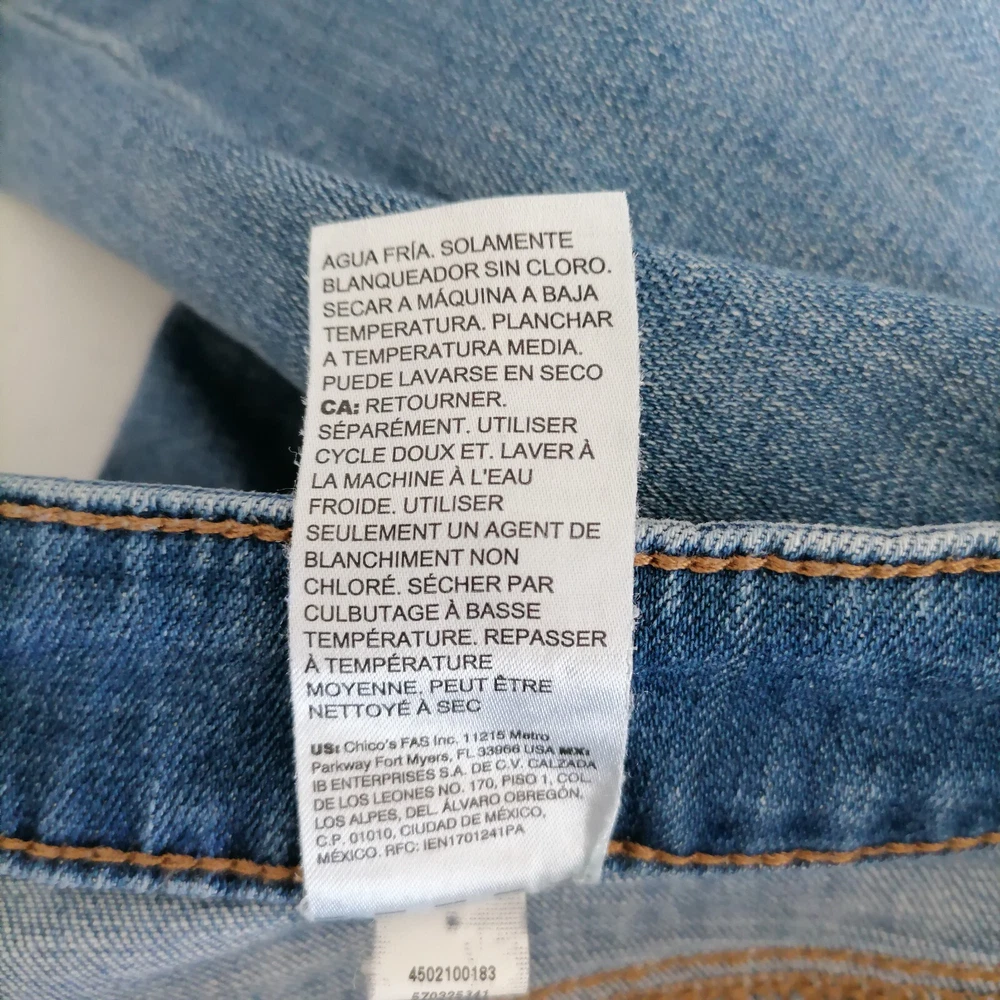 AGUA FRÍA. SOLAMENTE
BLANQUEADOR SIN CLORO.
SECAR A MÁQUINA A BAJA
TEMPERATURA. PLANCHAR
A TEMPERATURA MEDIA.
PUEDE LAVARSE EN SECO
CA: RETOURNER.
SÉPARÉMENT. UTILISER
CYCLE DOUX ET. LAVER À
LA MACHINE À L'EAU
FROIDE. UTILISER
SEULEMENT UN AGENT DE
BLANCHIMENT NON
CHLORÉ. SÉCHER PAR
CULBUTAGE À BASSE
TEMPÉRATURE. REPASSER
À TEMPÉRATURE
MOYENNE. PEUT ÊTRE
NETTOYÉ À SEC
US: Chico's FAS Inc. 11215 Metro
Parkway Fort Myers, FL 33966 USA MX:
IB ENTERPRISES S.A. DE C.V. CALZADA
DE LOS LEONES NO. 170, PISO 1, COL.
LOS ALPES, DEL. ÁLVARO OBREGÓN,
C.P. 01010, CIUDAD DE MÉXICO,
MÉXICO. RFC: IEN1701241PA
4502100183